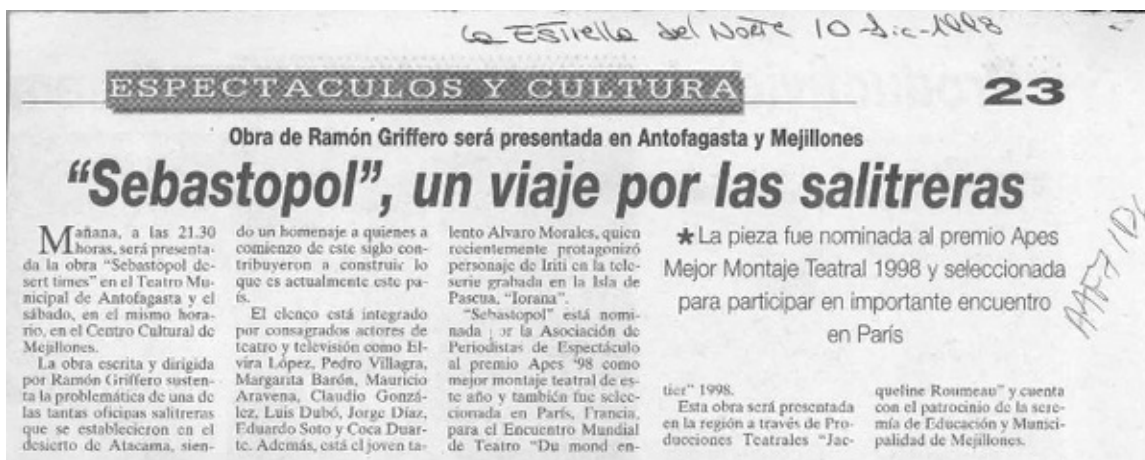 La Estrella del Norte 10-Dic-1998
ESPECTACULOS Y CULTURA
23
Obra de Ramón Griffero será presentada en Antofagasta y Mejillones
“Sebastopol”, un viaje por las salitreras
Mañana, a las 21.30
horas, será presenta-
da la obra “Sebastopol de-
sert times” en el Teatro Mu-
nicipal de Antofagasta y el
sábado, en el mismo hora-
rio, en el Centro Cultural de
Mejillones.
La obra escrita y dirigida
por Ramón Griffero susten-
ta la problemática de una de
las tantas oficipas salitreras
que se establecieron en el
desierto de Atacama, sien-
do un homenaje a quienes a
comienzo de este siglo con-
tribuyeron a construir lo
que es actualmente este pa-
ís.
El elenco está integrado
por consagrados actores de
teatro y televisión como El-
vira López, Pedro Villagra,
Margarita Barón, Mauricio
Aravena, Claudio Gonzá-
lez, Luis Dubó, Jorge Díaz,
Eduardo Soto y Coca Duar-
te. Además, está el joven ta-
lento Alvaro Morales, quien
recientemente protagonizó
personaje de Iriti en la tele-
serie grabada en la Isla de
Pascua, “Iorana”.
“Sebastopol” está nomi-
nada por la Asociación de
Periodistas de Espectáculo
al premio Apes ’98 como
mejor montaje teatral de es-
te año y también fue selec-
cionada en París, Francia,
para el Encuentro Mundial
de Teatro “Du mond en-
★ La pieza fue nominada al premio Apes
Mejor Montaje Teatral 1998 y seleccionada
para participar en importante encuentro
en París
tier” 1998.
Esta obra será presentada
en la región a través de Pro-
ducciones Teatrales “Jac-
queline Roumeau” y cuenta
con el patrocinio de la sere-
mía de Educación y Munici-
palidad de Mejillones.